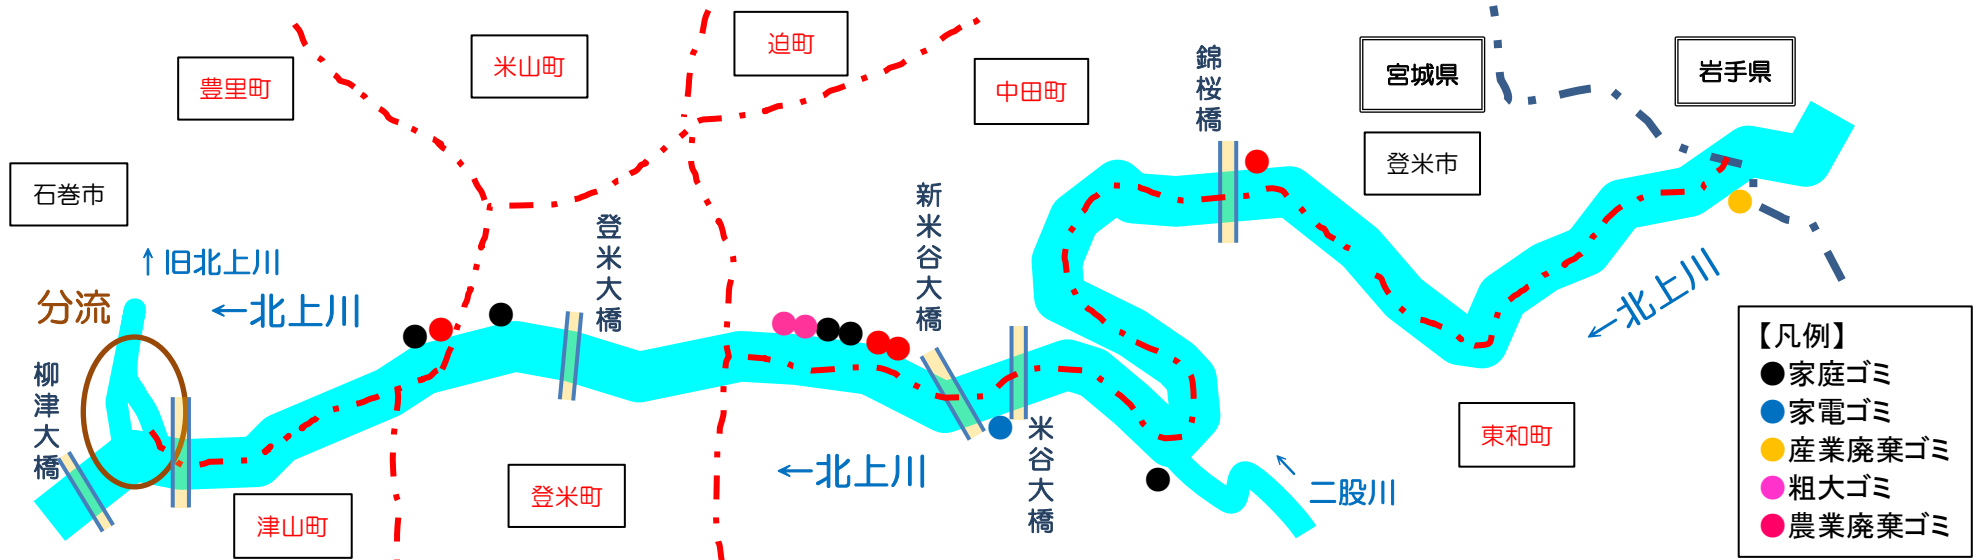 豊里町
米山町
迫町
中田町
錦桜橋
宮城県
岩手県
登米市
石巻市
新米谷大橋
登米大橋
↑旧北上川
分流
←北上川
←北上川
柳津大橋
【凡例】
●家庭ゴミ
●家電ゴミ
●産業廃棄ゴミ
●粗大ゴミ
●農業廃棄ゴミ
米谷大橋
東和町
←北上川
二股川
登米町
津山町